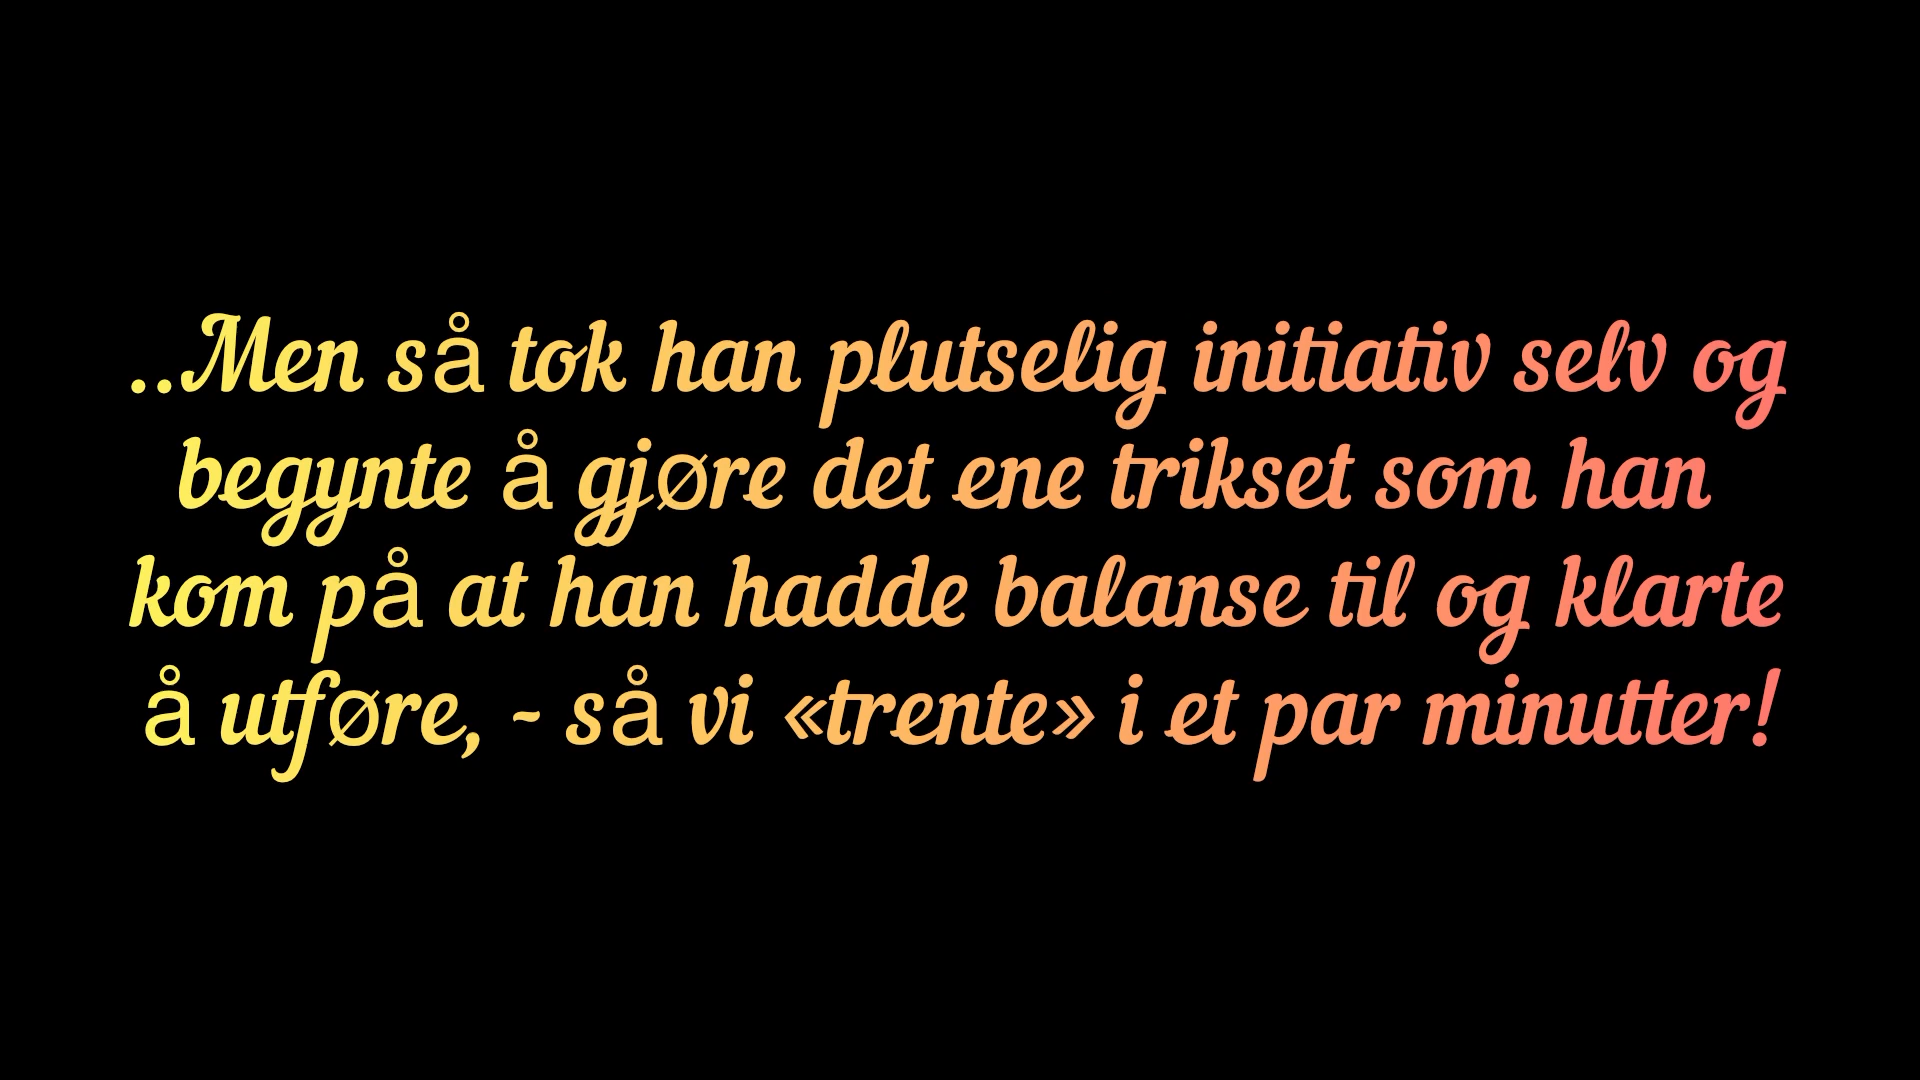 ..Men så tok han plutselig initiativ selv og
begynte å gjøre det ene trikset som han
kom på at han hadde balanse til og klarte
å utføre, - så vi «trente» i et par minutter!